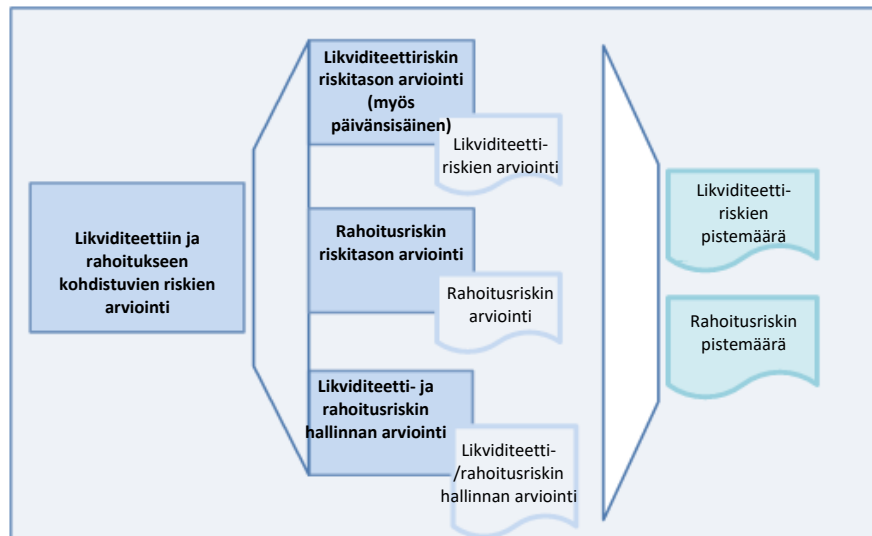 Likviditeettiin ja
rahoitukseen
kohdistuvien riskien
arviointi
Likviditeettiriskin
riskitason arviointi
(myös
päivänsisäinen)
Likviditeetti-
riskien arviointi
Rahoitusriskin
riskitason arviointi
Rahoitusriskin
arviointi
Likviditeetti- ja
rahoitusriskin
hallinnan arviointi
Likviditeetti-
/rahoitusriskin
hallinnan arviointi
Likviditeetti-
riskien
pistemäärä
Rahoitusriskin
pistemäärä